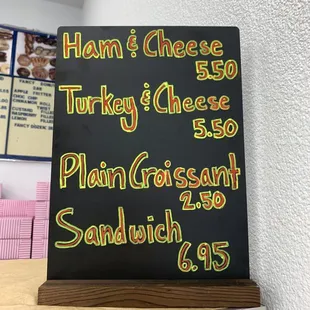 Ham & Cheese
5.50
Turkey & Cheese
5.50
Plain Croissant
2.50
Sandwich
6.95